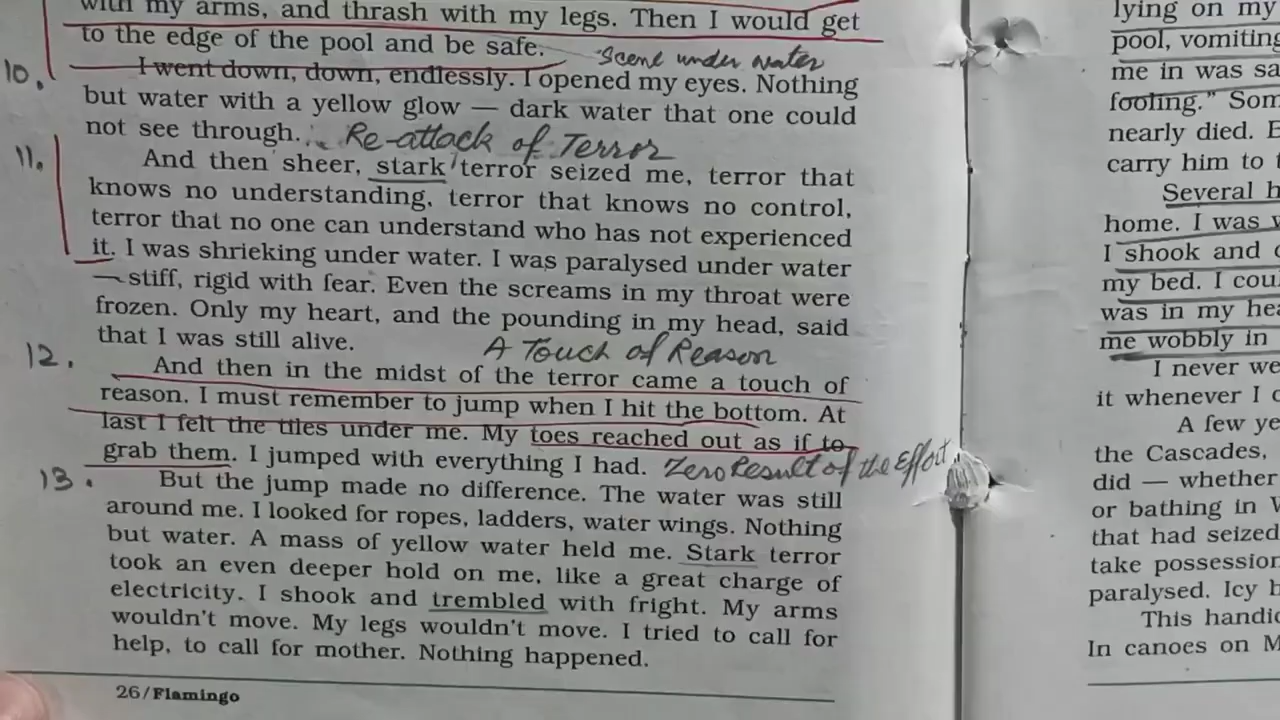 with my arms, and thrash with my legs. Then I would get
to the edge of the pool and be safe.
Scene under water
10.
I went down, down, endlessly. I opened my eyes. Nothing
but water with a yellow glow — dark water that one could
not see through.
Re-attack of Terror
11.
And then sheer, stark terror seized me, terror that
knows no understanding, terror that knows no control,
terror that no one can understand who has not experienced
it. I was shrieking under water. I was paralysed under water
— stiff, rigid with fear. Even the screams in my throat were
frozen. Only my heart, and the pounding in my head, said
that I was still alive.
A Touch of Reason
12.
And then in the midst of the terror came a touch of
reason. I must remember to jump when I hit the bottom. At
last I felt the tiles under me. My toes reached out as if to
grab them. I jumped with everything I had.
Zero Result of the Effort
13.
But the jump made no difference. The water was still
around me. I looked for ropes, ladders, water wings. Nothing
but water. A mass of yellow water held me. Stark terror
took an even deeper hold on me, like a great charge of
electricity. I shook and trembled with fright. My arms
wouldn't move. My legs wouldn't move. I tried to call for
help, to call for mother. Nothing happened.
26/Flamingo
lying on my
pool, vomiting
me in was sa
fooling." Som
nearly died. B
carry him to
Several h
home. I was w
I shook and
my bed. I cou
was in my hea
me wobbly in
I never we
it whenever I
A few ye
the Cascades,
did — whether
or bathing in W
that had seized
take possession
paralysed. Icy h
This handic
In canoes on M